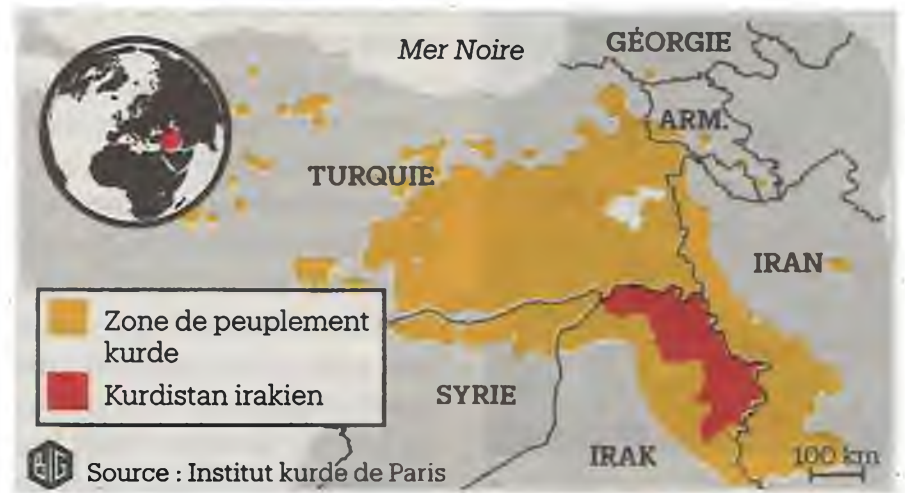 Mer Noire
GÉORGIE
ARM.
TURQUIE
IRAN
Zone de peuplement
kurde
Kurdistan irakien
SYRIE
IRAK
100 km
BIG
Source : Institut kurde de Paris